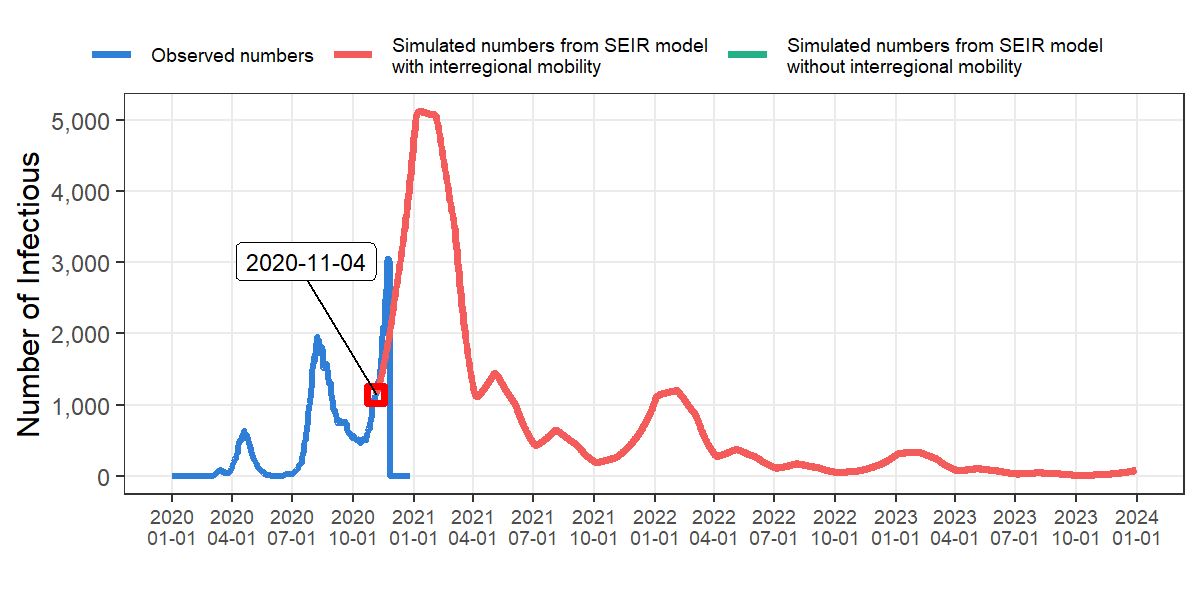 Observed numbers
Simulated numbers from SEIR model
with interregional mobility
Simulated numbers from SEIR model
without interregional mobility
Number of Infectious
5,000
4,000
3,000
2,000
1,000
0
2020-11-04
2020 2020 2020 2020 2021 2021 2021 2021 2022 2022 2022 2022 2023 2023 2023 2023 2024
01-01 04-01 07-01 10-01 01-01 04-01 07-01 10-01 01-01 04-01 07-01 10-01 01-01 04-01 07-01 10-01 01-01